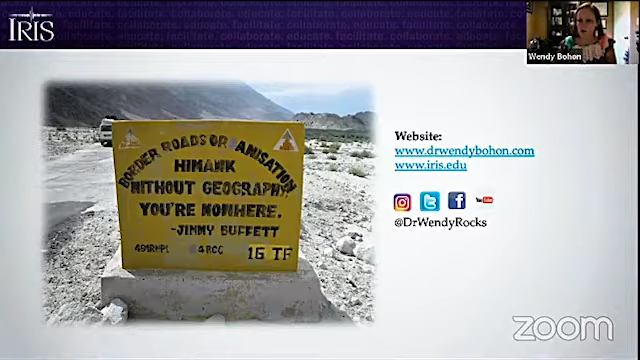 IRIS
Wendy Bohon
BORDER ROADS ORGANISATION
HIMANK
WITHOUT GEOGRAPHY,
YOU'RE NOWHERE.
-JIMMY BUFFETT
16 TF
Website:
www.drwendybohon.com
www.iris.edu
@DrWendyRocks
zoom